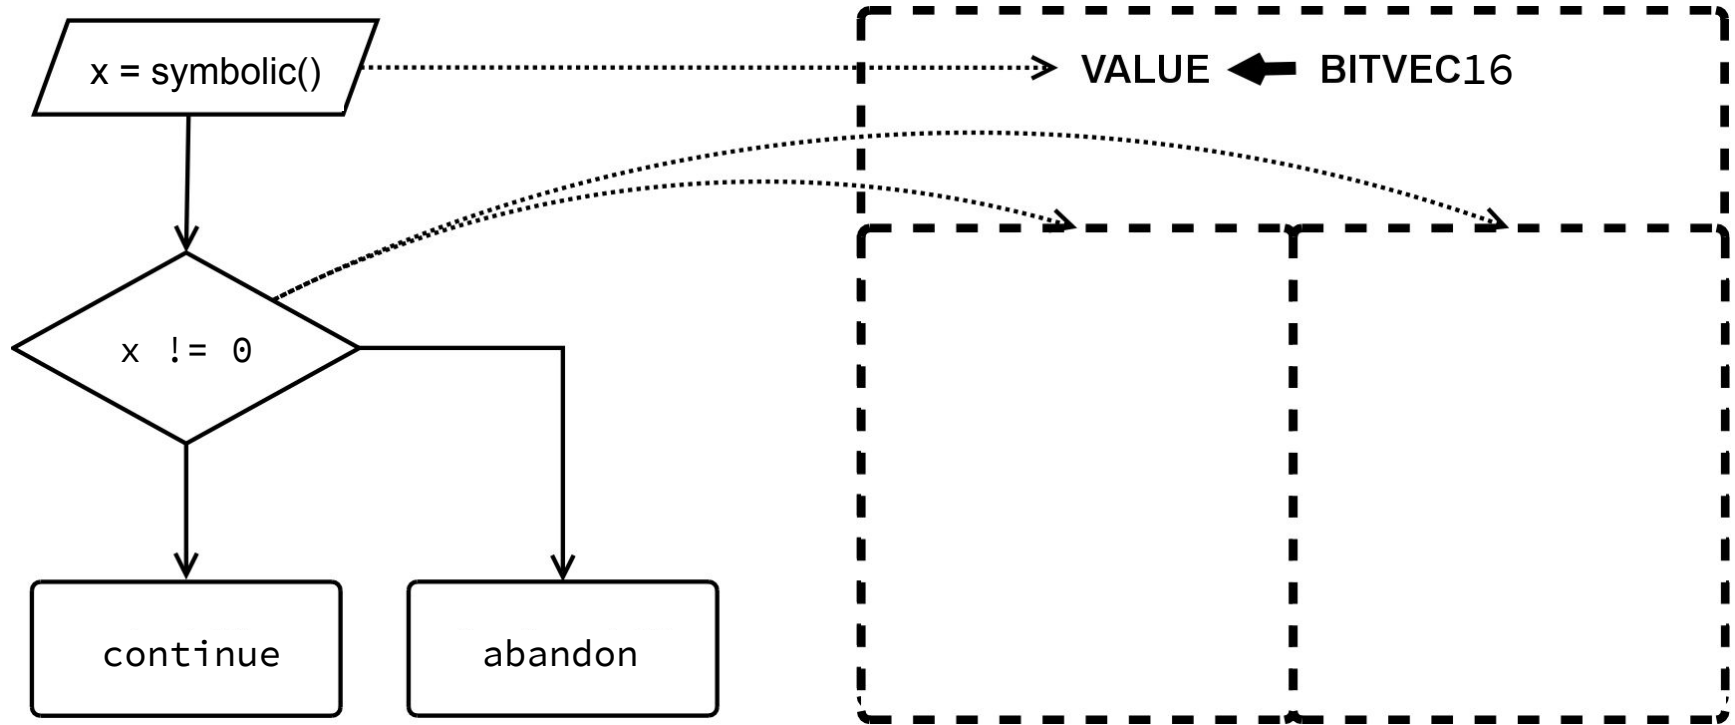 x = symbolic()
VALUE BITVEC16
x != 0
continue
abandon